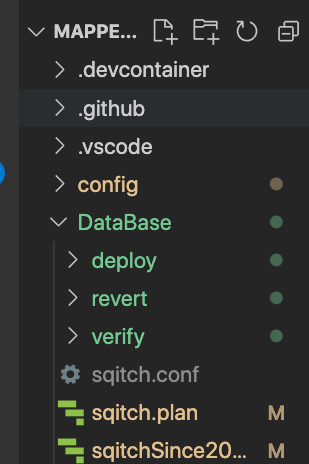 MAPPE...
.devcontainer
.github
.vscode
config
DataBase
deploy
revert
verify
sqitch.conf
sqitch.plan M
sqitchSince20... M